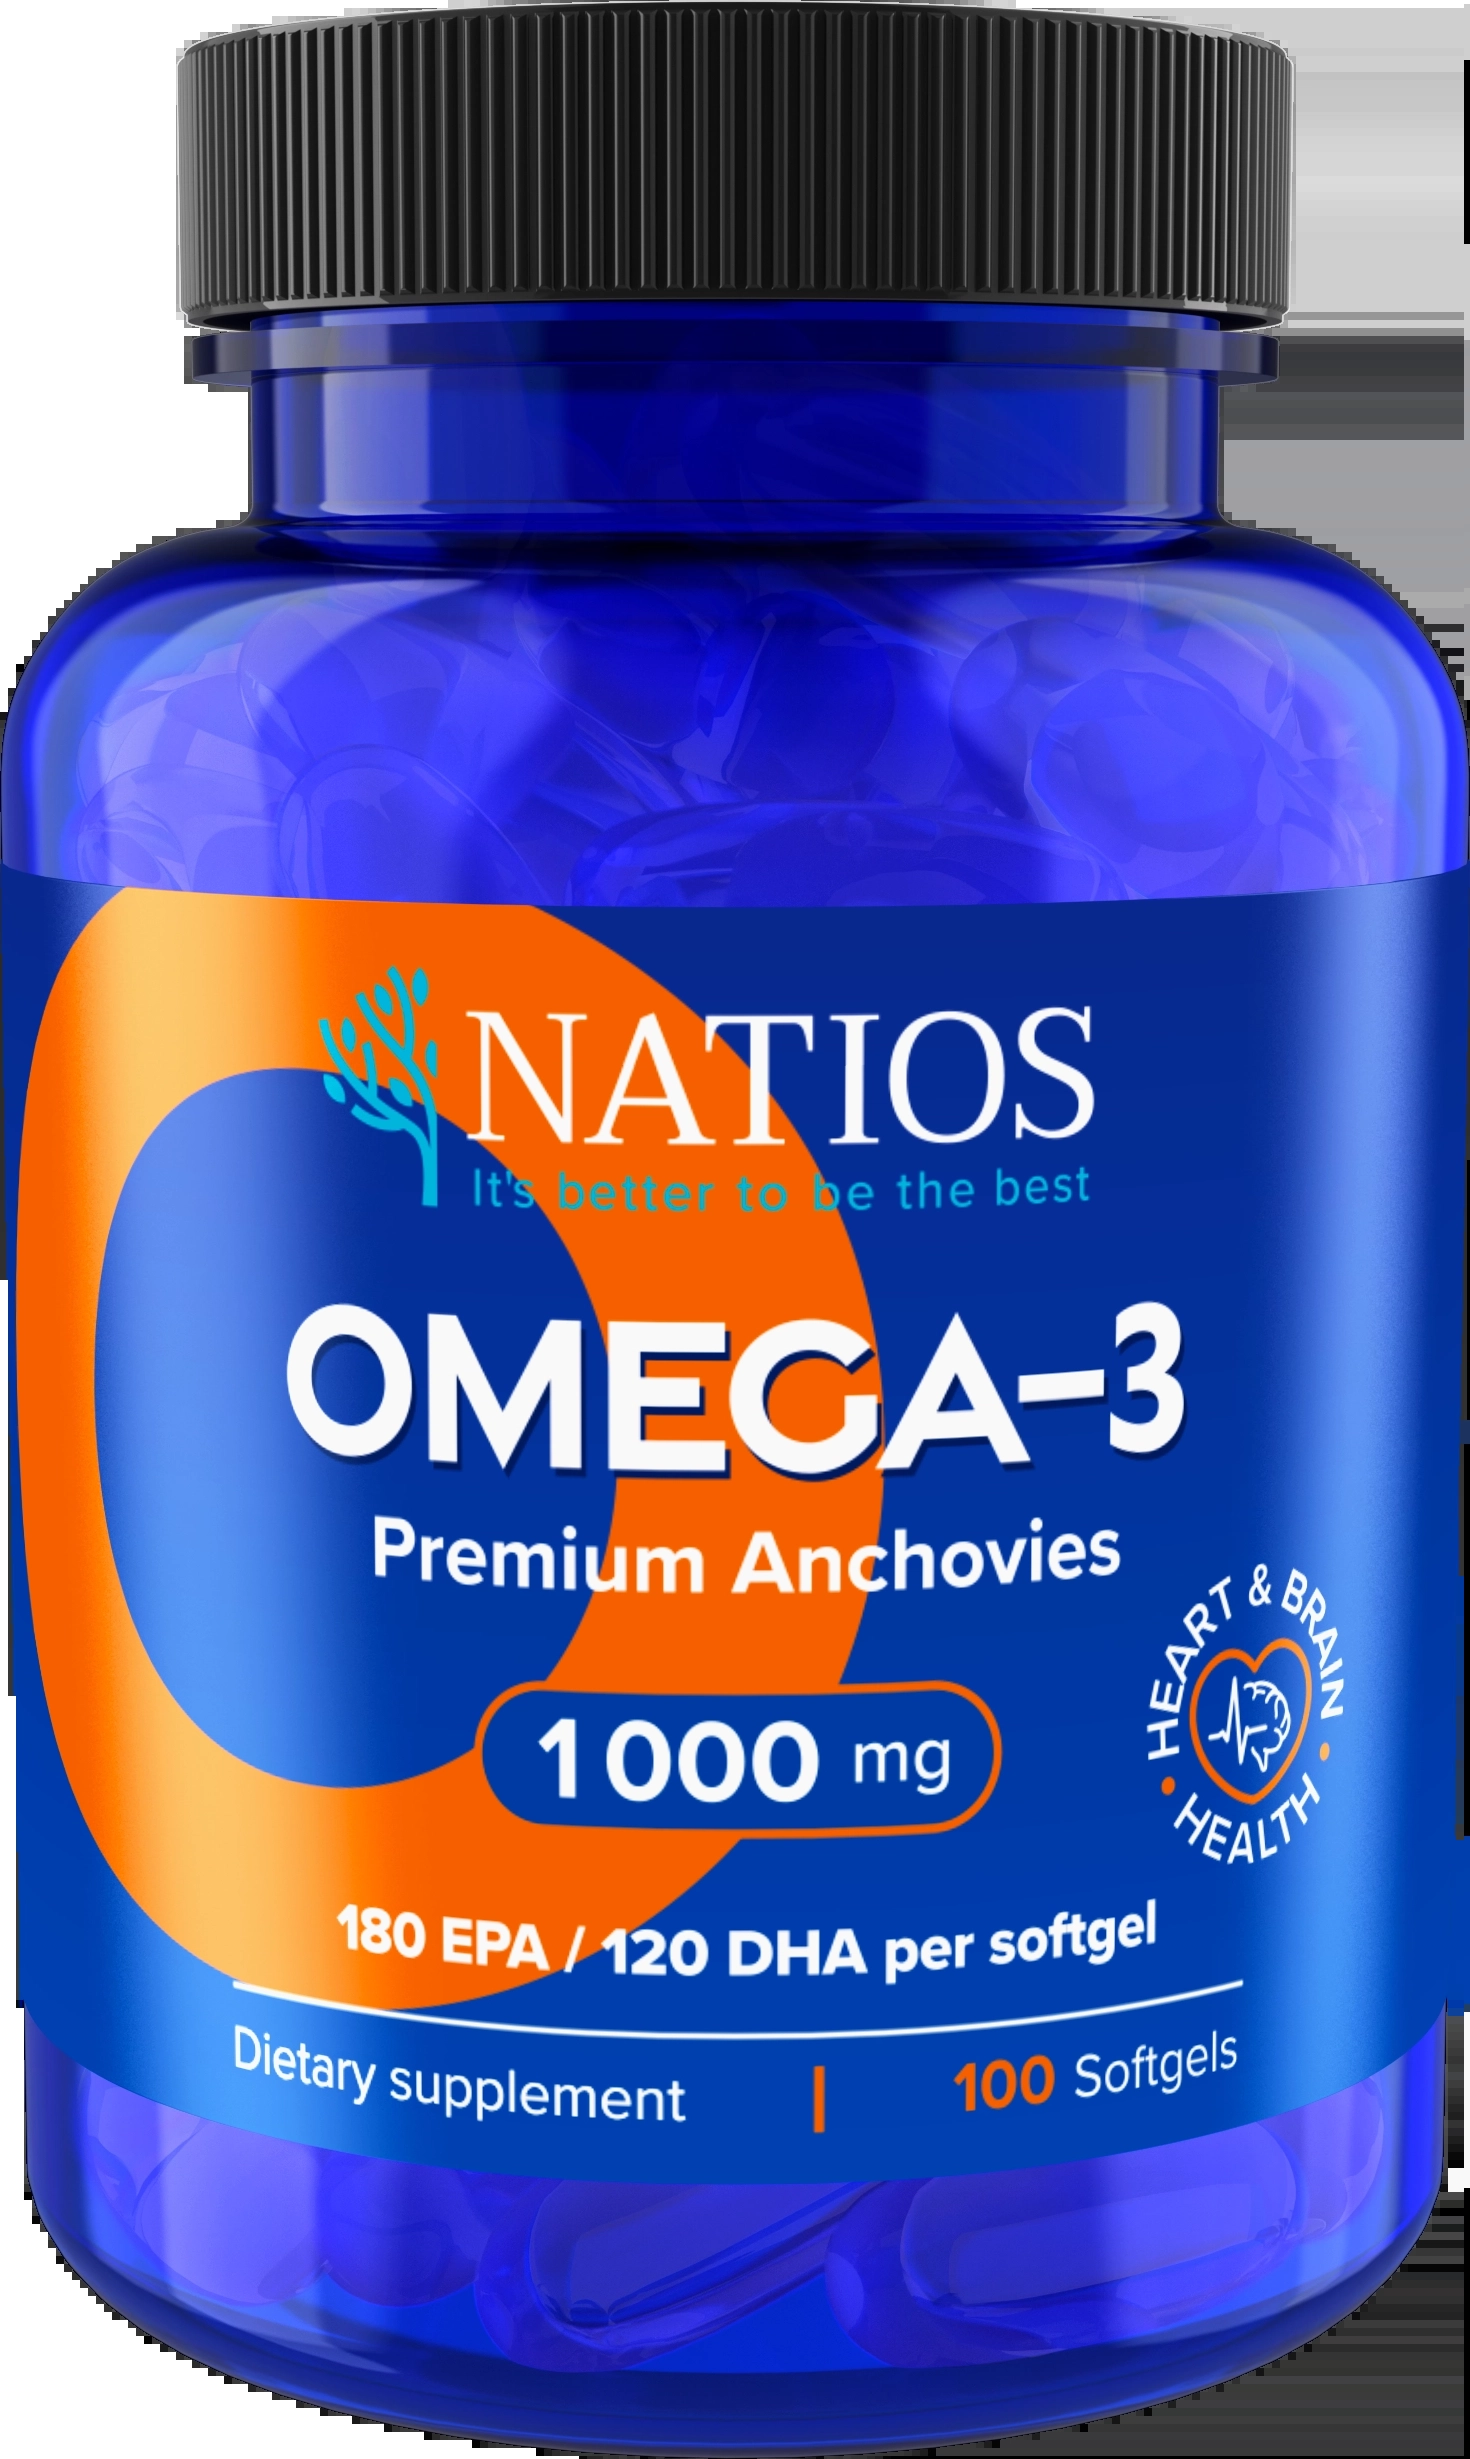 NATIOS
It's better to be the best
OMEGA-3
Premium Anchovies
1000 mg
HEART & BRAIN
HEALTH
180 EPA / 120 DHA per softgel
Dietary supplement | 100 Softgels